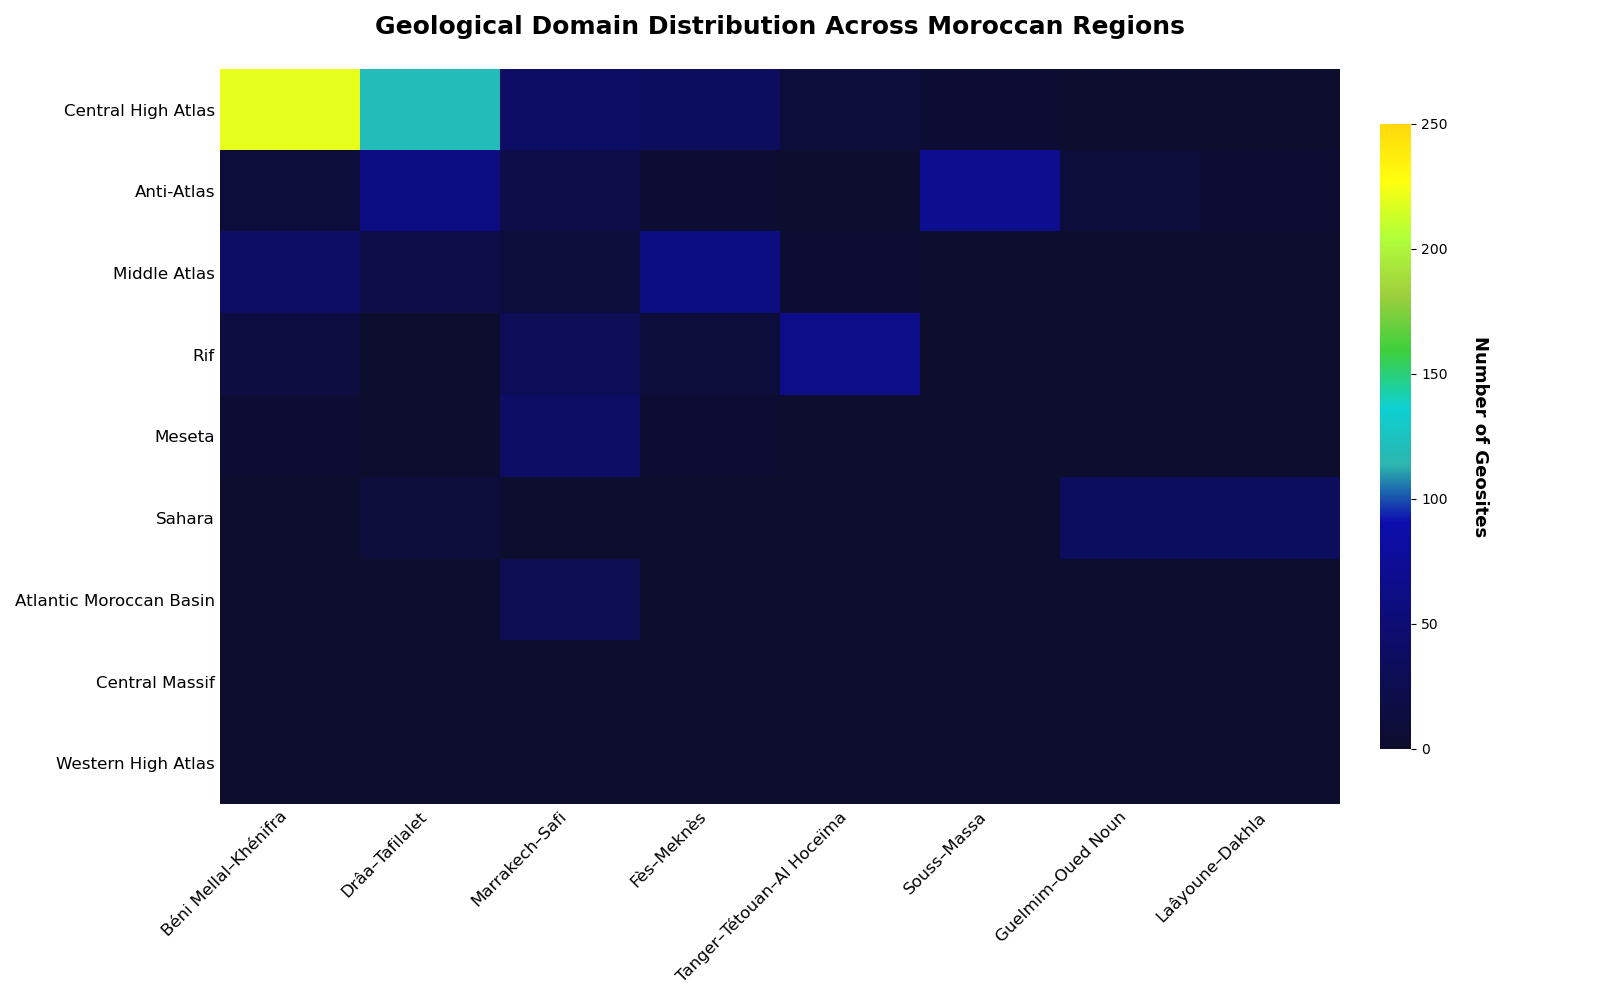 Geological Domain Distribution Across Moroccan Regions
Central High Atlas
Anti-Atlas
Middle Atlas
Rif
Meseta
Sahara
Atlantic Moroccan Basin
Central Massif
Western High Atlas
Béni Mellal–Khénifra
Drâa–Tafilalet
Marrakech–Safi
Fès–Meknès
Tanger–Tétouan–Al Hoceïma
Souss–Massa
Guelmim–Oued Noun
Laâyoune–Dakhla
250
200
150
100
50
0
Number of Geosites